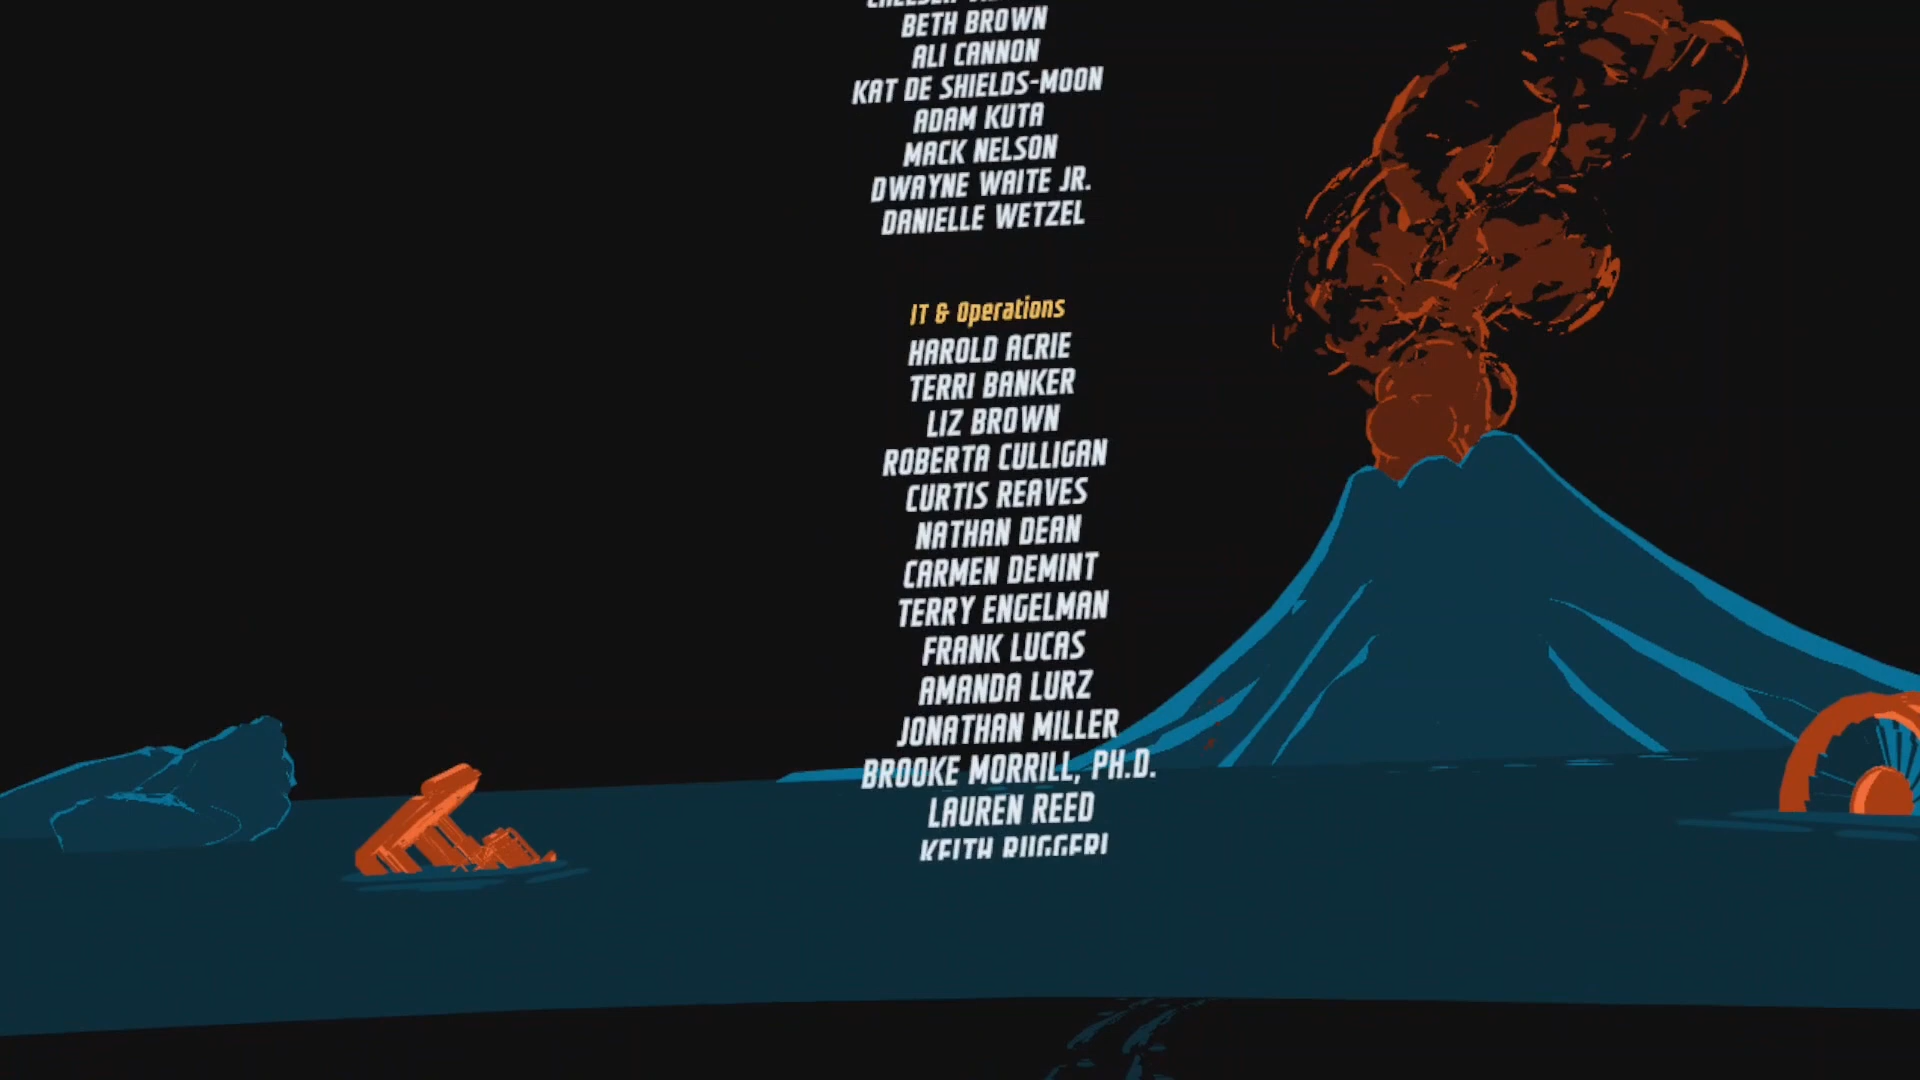 BETH BROWN
ALI CANNON
KAT DE SHIELDS-MOON
ADAM KUTA
MACK NELSON
DWAYNE WAITE JR.
DANIELLE WETZEL
IT & Operations
HAROLD ACRIE
TERRI BANKER
LIZ BROWN
ROBERTA CULLIGAN
CURTIS REAVES
NATHAN DEAN
CARMEN DEMINT
TERRY ENGELMAN
FRANK LUCAS
AMANDA LURZ
JONATHAN MILLER
BROOKE MORRILL, PH.D.
LAUREN REED
KEITH RUGGERI